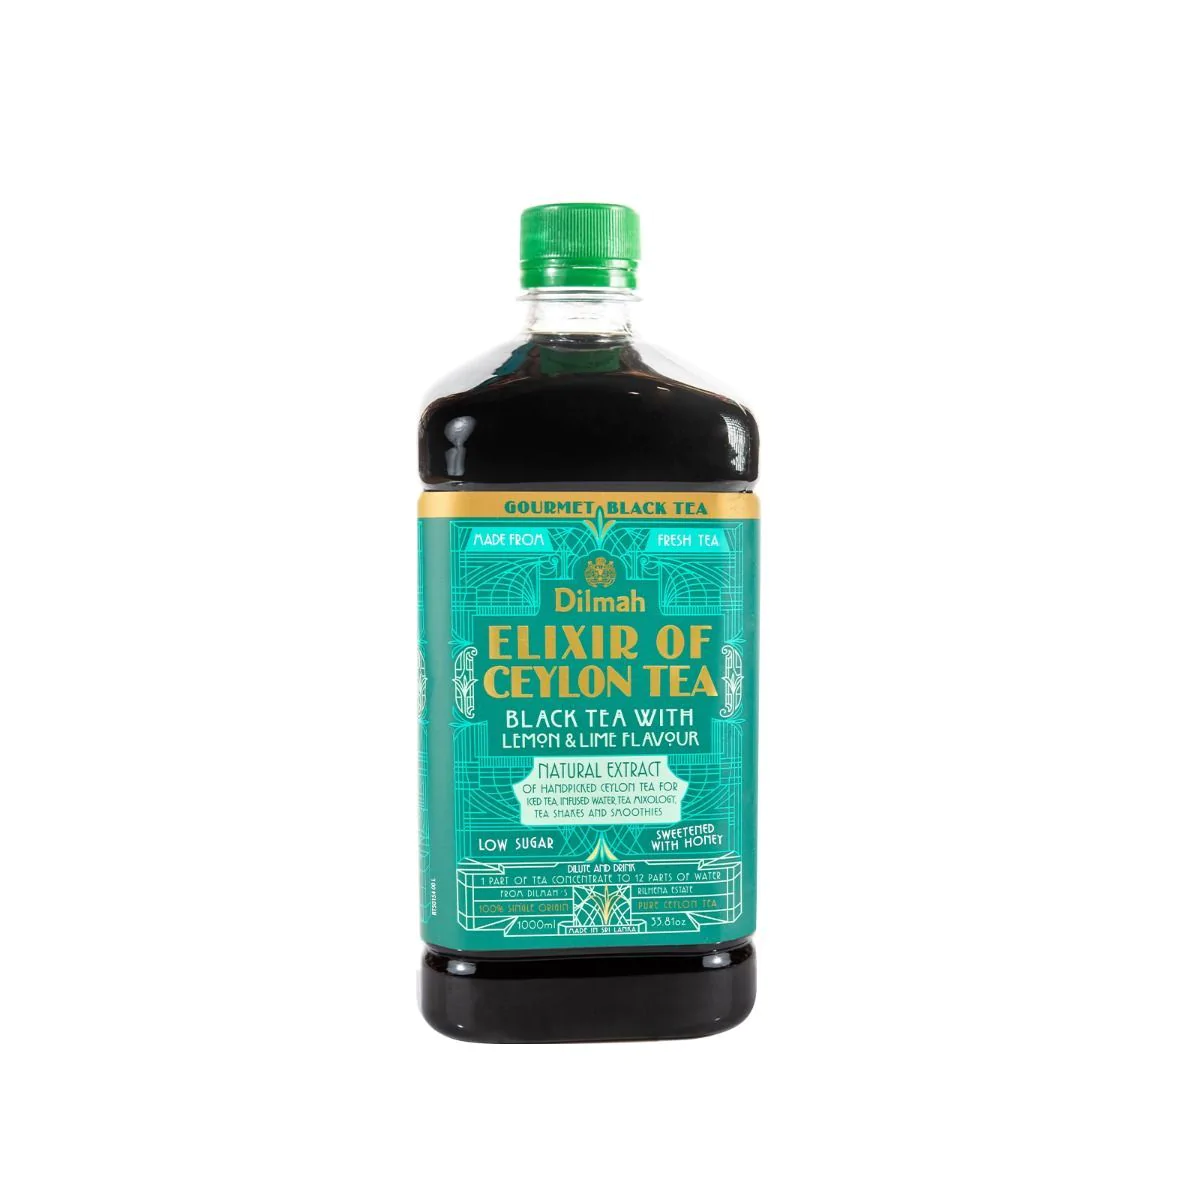 GOURMET BLACK TEA
MADE FROM FRESH TEA
Dilmah
ELIXIR OF
CEYLON TEA
BLACK TEA WITH
LEMON & LIME FLAVOUR
NATURAL EXTRACT
OF HANDPICKED CEYLON TEA FOR
ICED TEA, INFUSED WATER, TEA MIXOLOGY,
TEA SHAKES AND SMOOTHIES
LOW SUGAR
SWEETENED
WITH HONEY
DILUTE AND DRINK
1 PART OF TEA CONCENTRATE TO 12 PARTS OF WATER
FROM DILMAH'S RILHENA ESTATE
100% SINGLE ORIGIN PURE CEYLON TEA
1000ml 33.81oz
MADE IN SRI LANKA